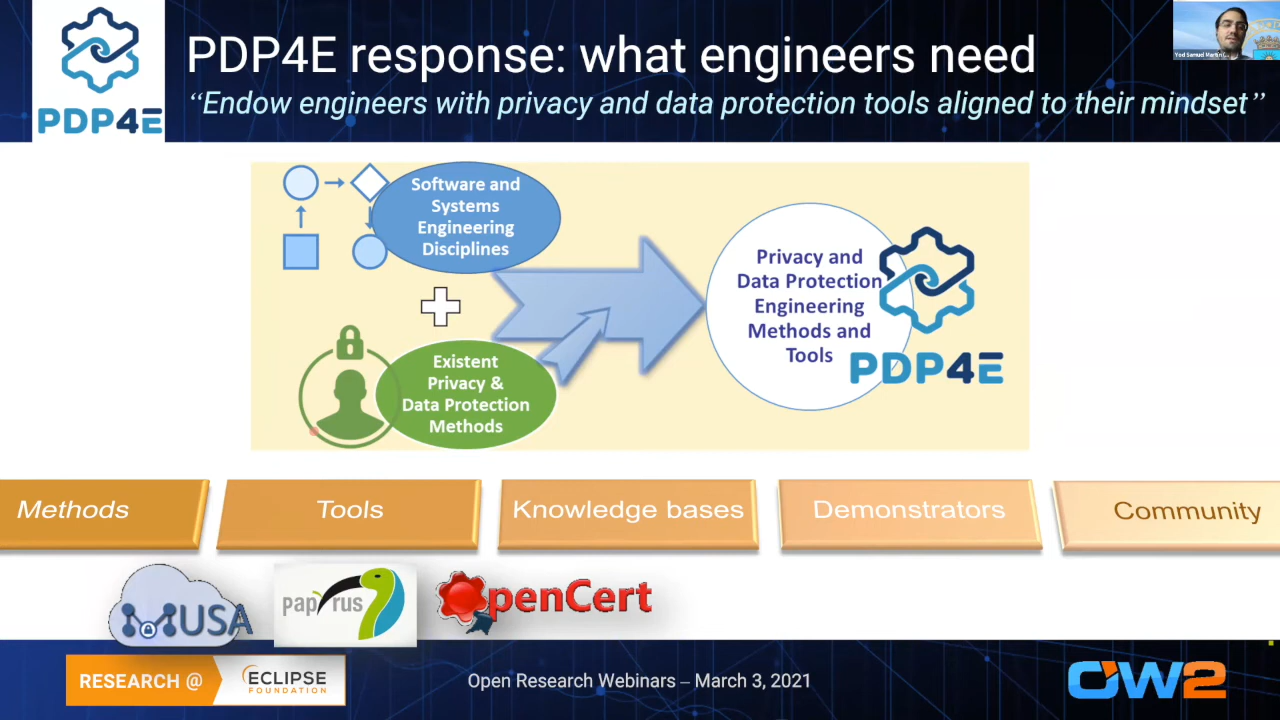 PDP4E
PDP4E response: what engineers need
“Endow engineers with privacy and data protection tools aligned to their mindset”
Software and
Systems
Engineering
Disciplines
Existent
Privacy &
Data Protection
Methods
Privacy and
Data Protection
Engineering
Methods and
Tools
PDP4E
Methods
Tools
Knowledge bases
Demonstrators
Community
MUSA
papyrus
OpenCert
RESEARCH @
ECLIPSE
FOUNDATION
Open Research Webinars – March 3, 2021
OW2